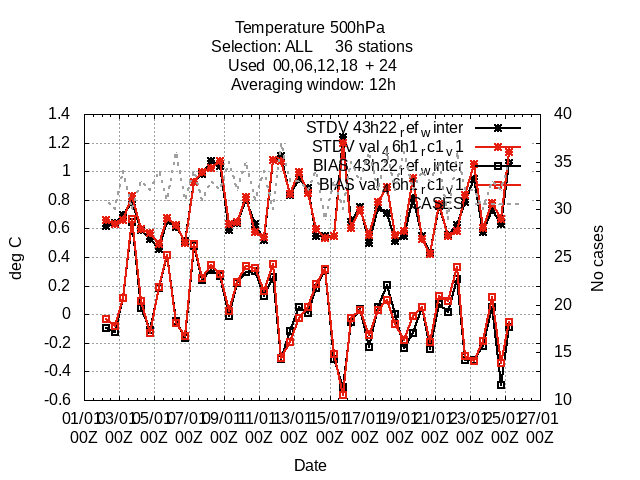 Temperature 500hPa
Selection: ALL 36 stations
Used 00,06,12,18 + 24
Averaging window: 12h
1.4
1.2
1
0.8
0.6
0.4
0.2
0
-0.2
-0.4
-0.6
deg C
STDV 43h22_ref_winter
STDV val_6h1_rc1_v1
BIAS 43h22_ref_winter
BIAS val_6h1_rc1_v1
CASES
40
35
30
25
20
15
10
No cases
01/01 03/01 05/01 07/01 09/01 11/01 13/01 15/01 17/01 19/01 21/01 23/01 25/01 27/01
00Z 00Z 00Z 00Z 00Z 00Z 00Z 00Z 00Z 00Z 00Z 00Z 00Z 00Z
Date